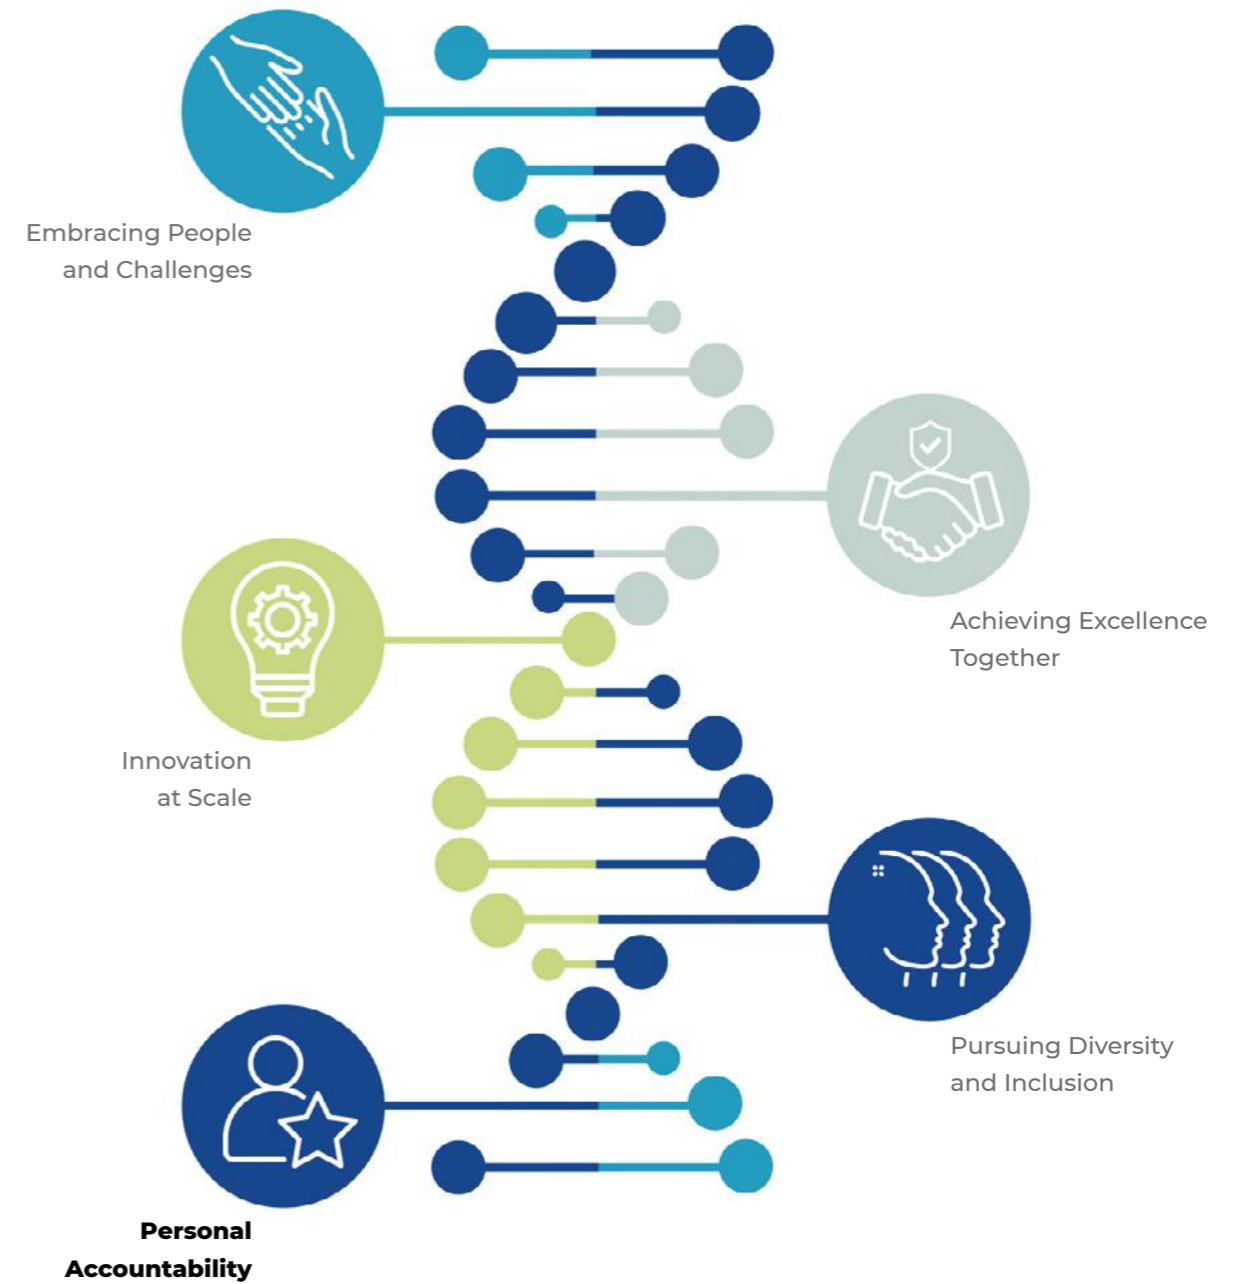 Embracing People
and Challenges
Achieving Excellence
Together
Innovation
at Scale
Pursuing Diversity
and Inclusion
Personal
Accountability